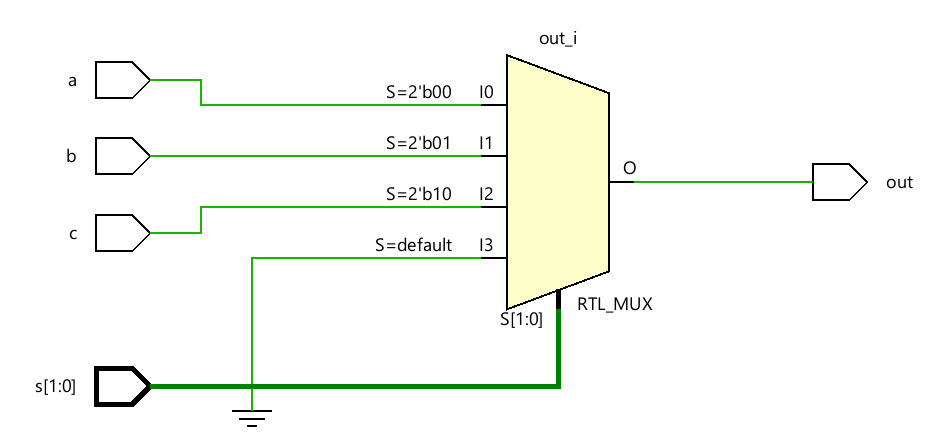 out_i
a
S=2'b00 I0
b
S=2'b01 I1
O
out
c
S=2'b10 I2
S=default I3
RTL_MUX
S[1:0]
s[1:0]